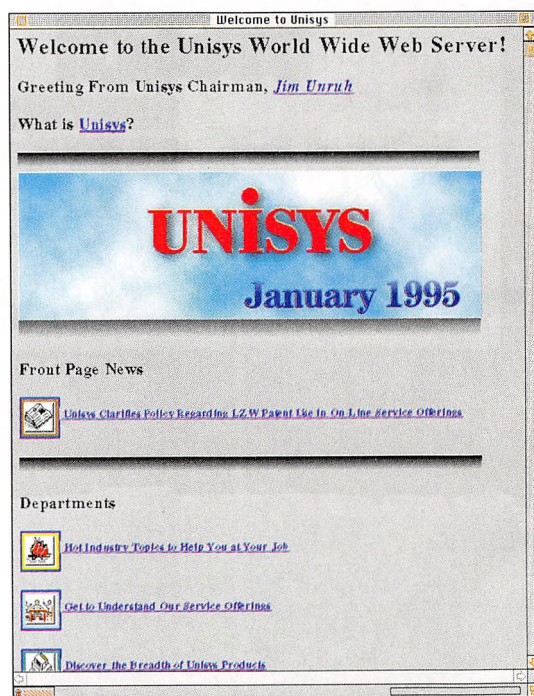 Welcome to Unisys
Welcome to the Unisys World Wide Web Server!
Greeting From Unisys Chairman, Jim Unruh
What is Unisys?
UNiSYS
January 1995
Front Page News
Unisys Clarifies Policy Regarding LZW Patent Use in On-Line Service Offerings
Departments
Hot Industry Topics to Help You at Your Job
Get to Understand Our Service Offerings
Discover the Breadth of Unisys Products